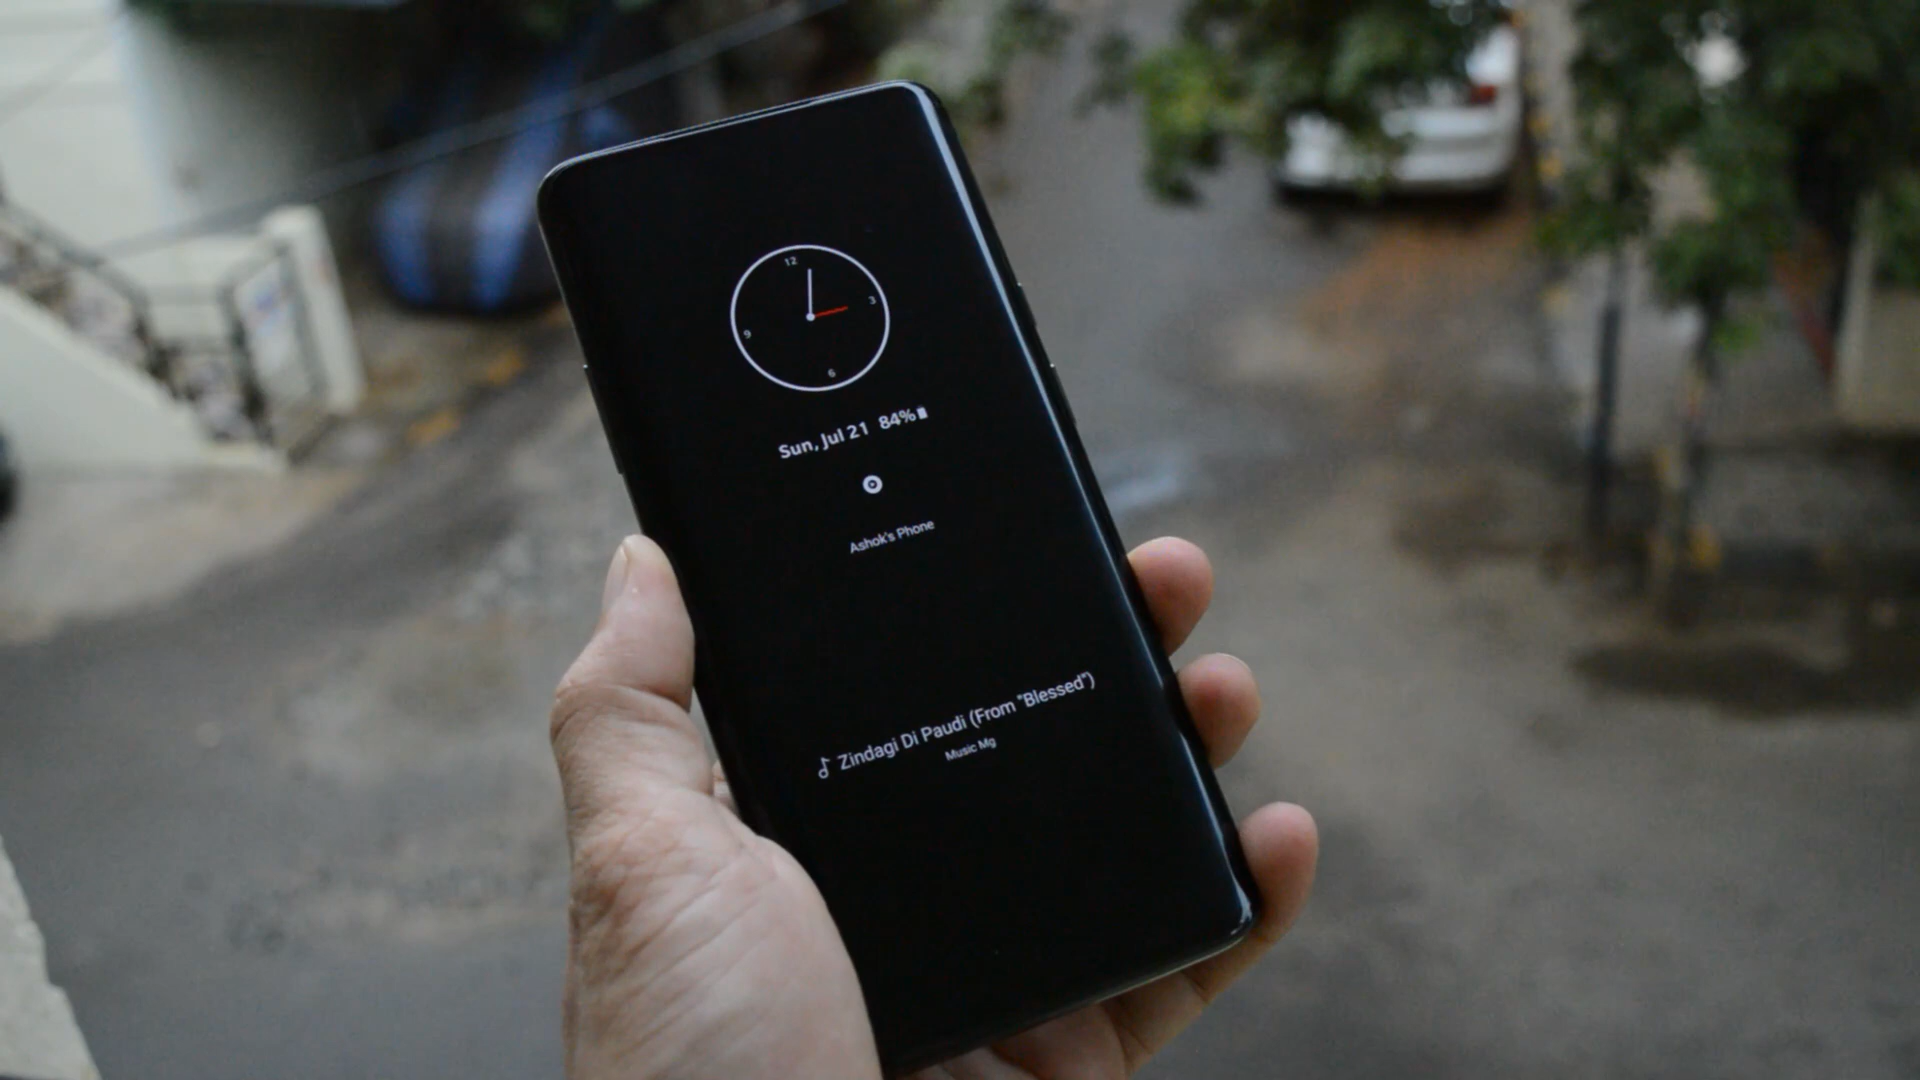 12
3
9
6
Sun, Jul 21 84%
Ashok's Phone
Zindagi Di Paudi (From "Blessed")
Music Mg